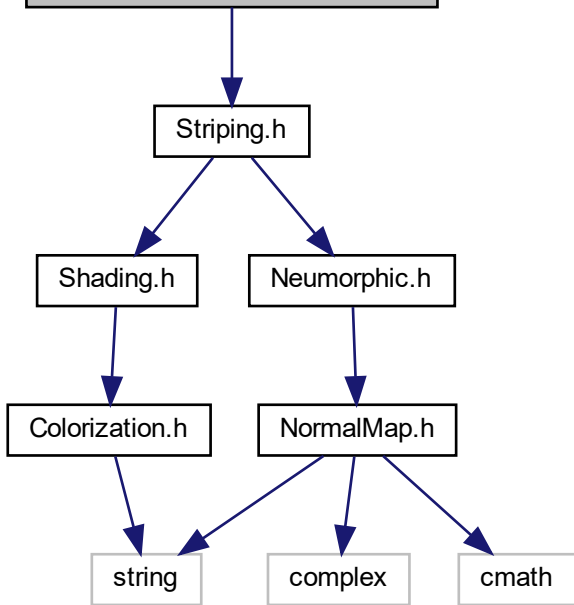 Striping.h
Shading.h
Neumorphic.h
Colorization.h
NormalMap.h
string
complex
cmath